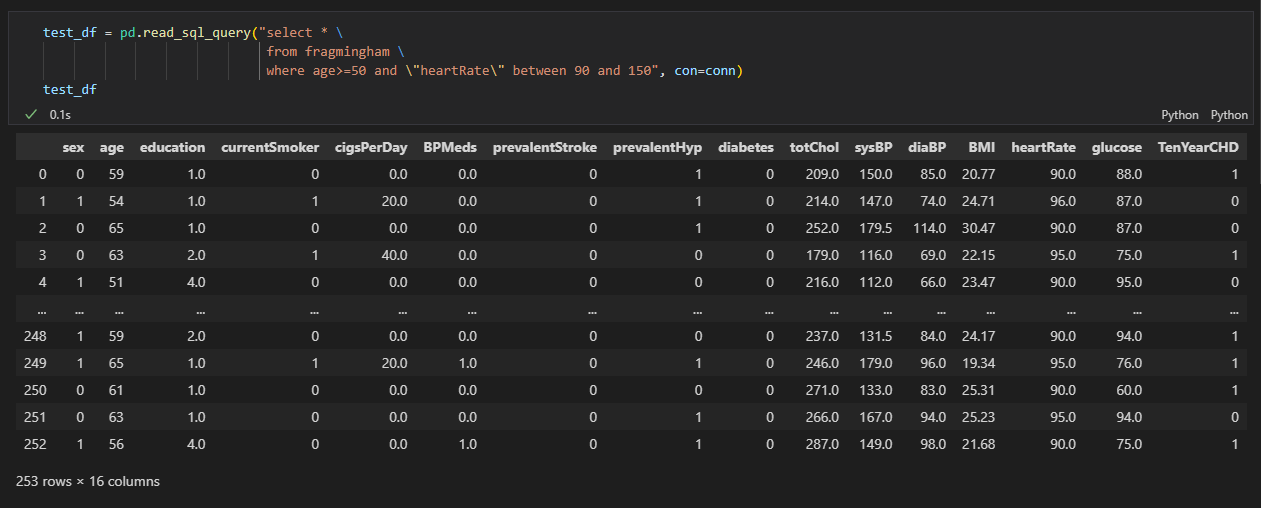 test_df = pd.read_sql_query("select * \
from fragmingham \
where age>=50 and \"heartRate\" between 90 and 150", con=conn)
test_df
✓ 0.1s Python Python
sex age education currentSmoker cigsPerDay BPMeds prevalentStroke prevalentHyp diabetes totChol sysBP diaBP BMI heartRate glucose TenYearCHD
0 0 59 1.0 0 0.0 0.0 0 1 0 209.0 150.0 85.0 20.77 90.0 88.0 1
1 1 54 1.0 1 20.0 0.0 0 1 0 214.0 147.0 74.0 24.71 96.0 87.0 0
2 0 65 1.0 0 0.0 0.0 0 1 0 252.0 179.5 114.0 30.47 90.0 87.0 0
3 0 63 2.0 1 40.0 0.0 0 0 0 179.0 116.0 69.0 22.15 95.0 75.0 1
4 1 51 4.0 0 0.0 0.0 0 0 0 216.0 112.0 66.0 23.47 90.0 95.0 0
... ... ... ... ... ... ... ... ... ... ... ... ... ... ... ... ...
248 1 59 2.0 0 0.0 0.0 0 0 0 237.0 131.5 84.0 24.17 90.0 94.0 1
249 1 65 1.0 1 20.0 1.0 0 1 0 246.0 179.0 96.0 19.34 95.0 76.0 1
250 0 61 1.0 0 0.0 0.0 0 0 0 271.0 133.0 83.0 25.31 90.0 60.0 1
251 0 63 1.0 0 0.0 0.0 0 1 0 266.0 167.0 94.0 25.23 95.0 94.0 0
252 1 56 4.0 0 0.0 1.0 0 1 0 287.0 149.0 98.0 21.68 90.0 75.0 1
253 rows × 16 columns